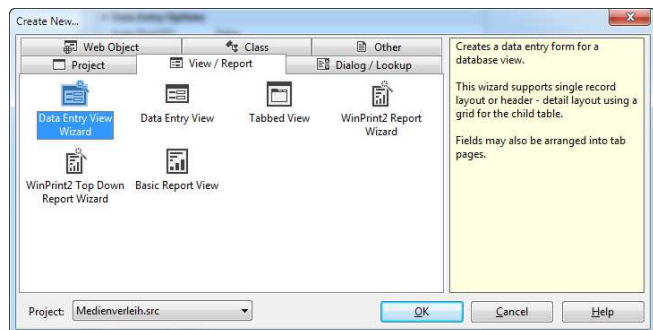 Create New...
Web Object
Class
Other
Project
View / Report
Dialog / Lookup
Data Entry View
Wizard
Data Entry View
Tabbed View
WinPrint2 Report
Wizard
WinPrint2 Top Down
Report Wizard
Basic Report View
Creates a data entry form for a
database view.
This wizard supports single record
layout or header - detail layout using a
grid for the child table.
Fields may also be arranged into tab
pages.
Project:
Medienverleih.src
OK
Cancel
Help